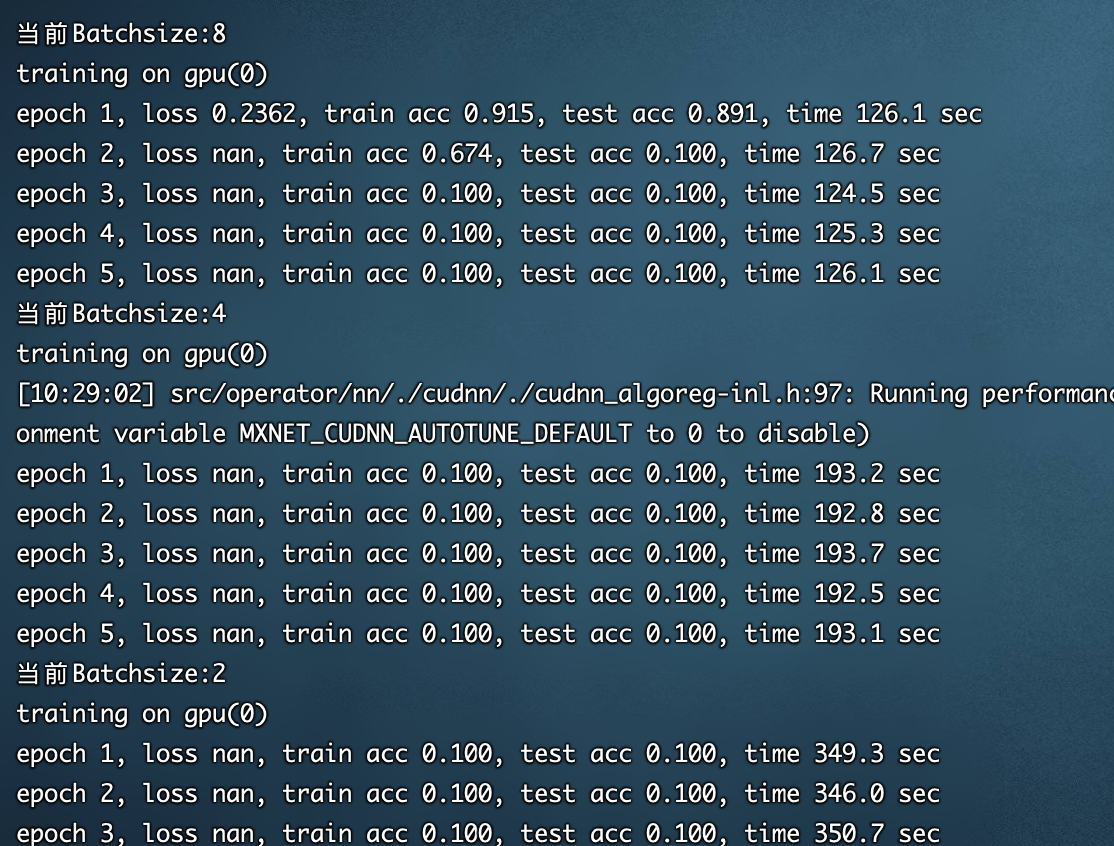 当前Batchsize:8
training on gpu(0)
epoch 1, loss 0.2362, train acc 0.915, test acc 0.891, time 126.1 sec
epoch 2, loss nan, train acc 0.674, test acc 0.100, time 126.7 sec
epoch 3, loss nan, train acc 0.100, test acc 0.100, time 124.5 sec
epoch 4, loss nan, train acc 0.100, test acc 0.100, time 125.3 sec
epoch 5, loss nan, train acc 0.100, test acc 0.100, time 126.1 sec
当前Batchsize:4
training on gpu(0)
[10:29:02] src/operator/nn/./cudnn/./cudnn_algoreg-inl.h:97: Running performanc
onment variable MXNET_CUDNN_AUTOTUNE_DEFAULT to 0 to disable)
epoch 1, loss nan, train acc 0.100, test acc 0.100, time 193.2 sec
epoch 2, loss nan, train acc 0.100, test acc 0.100, time 192.8 sec
epoch 3, loss nan, train acc 0.100, test acc 0.100, time 193.7 sec
epoch 4, loss nan, train acc 0.100, test acc 0.100, time 192.5 sec
epoch 5, loss nan, train acc 0.100, test acc 0.100, time 193.1 sec
当前Batchsize:2
training on gpu(0)
epoch 1, loss nan, train acc 0.100, test acc 0.100, time 349.3 sec
epoch 2, loss nan, train acc 0.100, test acc 0.100, time 346.0 sec
epoch 3, loss nan, train acc 0.100, test acc 0.100, time 350.7 sec